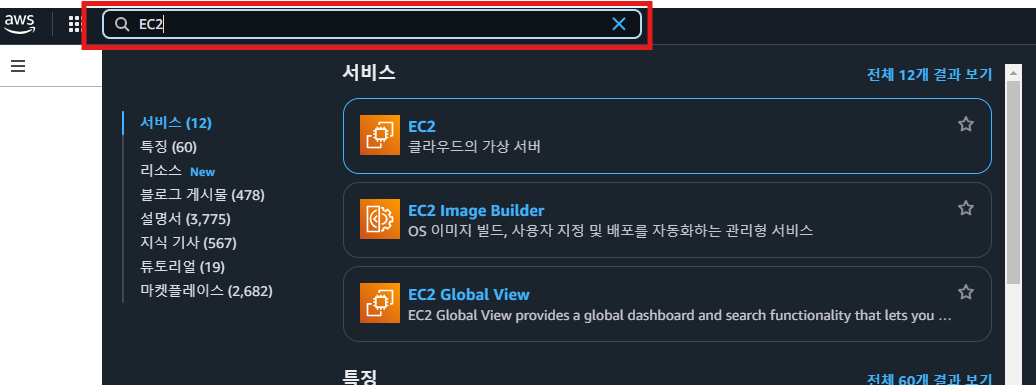 aws
EC2
서비스
전체 12개 결과 보기
서비스 (12)
특징 (60)
리소스 New
블로그 게시물 (478)
설명서 (3,775)
지식 기사 (567)
튜토리얼 (19)
마켓플레이스 (2,682)
EC2
클라우드의 가상 서버
EC2 Image Builder
OS 이미지 빌드, 사용자 지정 및 배포를 자동화하는 관리형 서비스
EC2 Global View
EC2 Global View provides a global dashboard and search functionality that lets you ...
특징
전체 60개 결과 보기